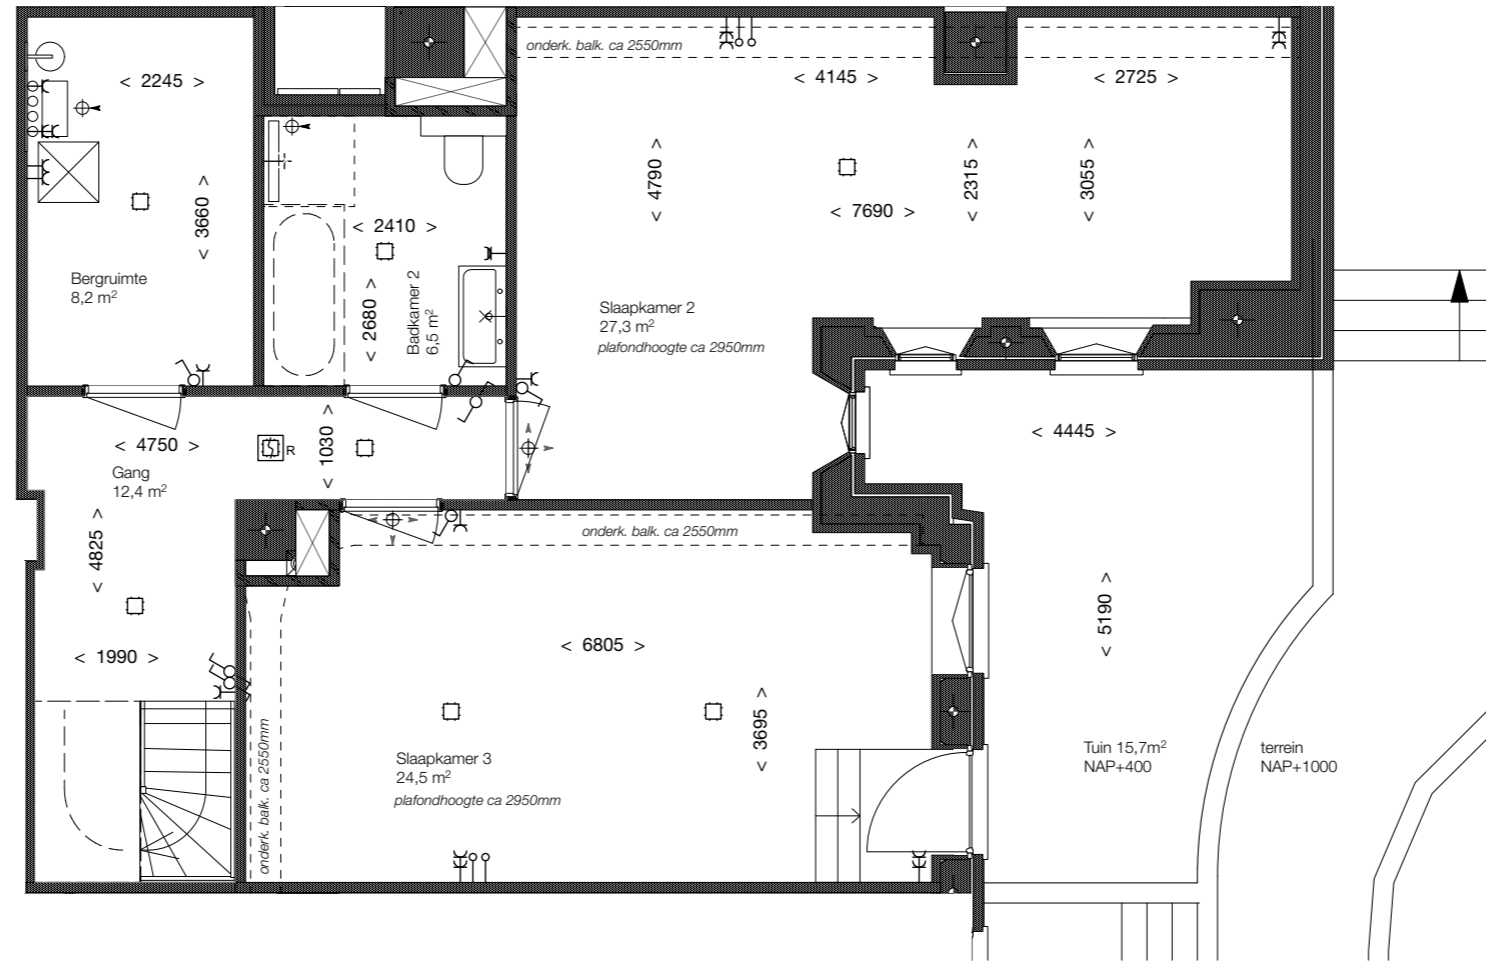 onderk. balk. ca 2550mm
< 2245 >
< 4145 >
< 2725 >
< 4790 >
< 2315 >
< 3055 >
< 3660 >
< 7690 >
< 2410 >
Bergruimte
8,2 m²
< 2680 >
Badkamer 2
6,5 m²
Slaapkamer 2
27,3 m²
plafondhoogte ca 2950mm
< 4750 >
R
< 1030 >
< 4445 >
Gang
12,4 m²
onderk. balk. ca 2550mm
< 4825 >
< 5190 >
< 1990 >
< 6805 >
< 3695 >
onderk. balk. ca 2550mm
Slaapkamer 3
24,5 m²
plafondhoogte ca 2950mm
Tuin 15,7m²
NAP+400
terrein
NAP+1000